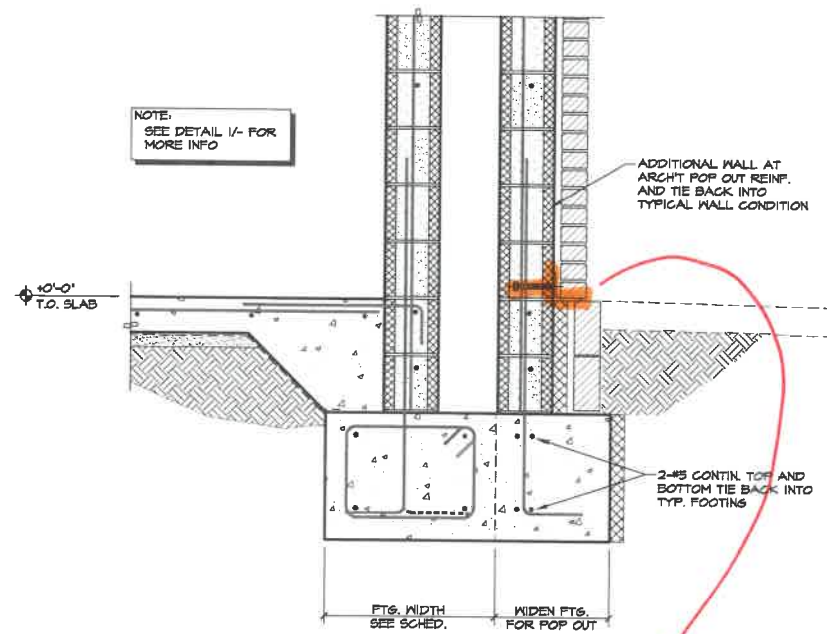 NOTE:
SEE DETAIL 1/- FOR
MORE INFO
ADDITIONAL WALL AT
ARCH'T POP OUT REINF.
AND TIE BACK INTO
TYPICAL WALL CONDITION
+0'-0"
T.O. SLAB
2-#5 CONTIN. TOP AND
BOTTOM TIE BACK INTO
TYP. FOOTING
FTG. WIDTH
SEE SCHED.
WIDEN FTG.
FOR POP OUT